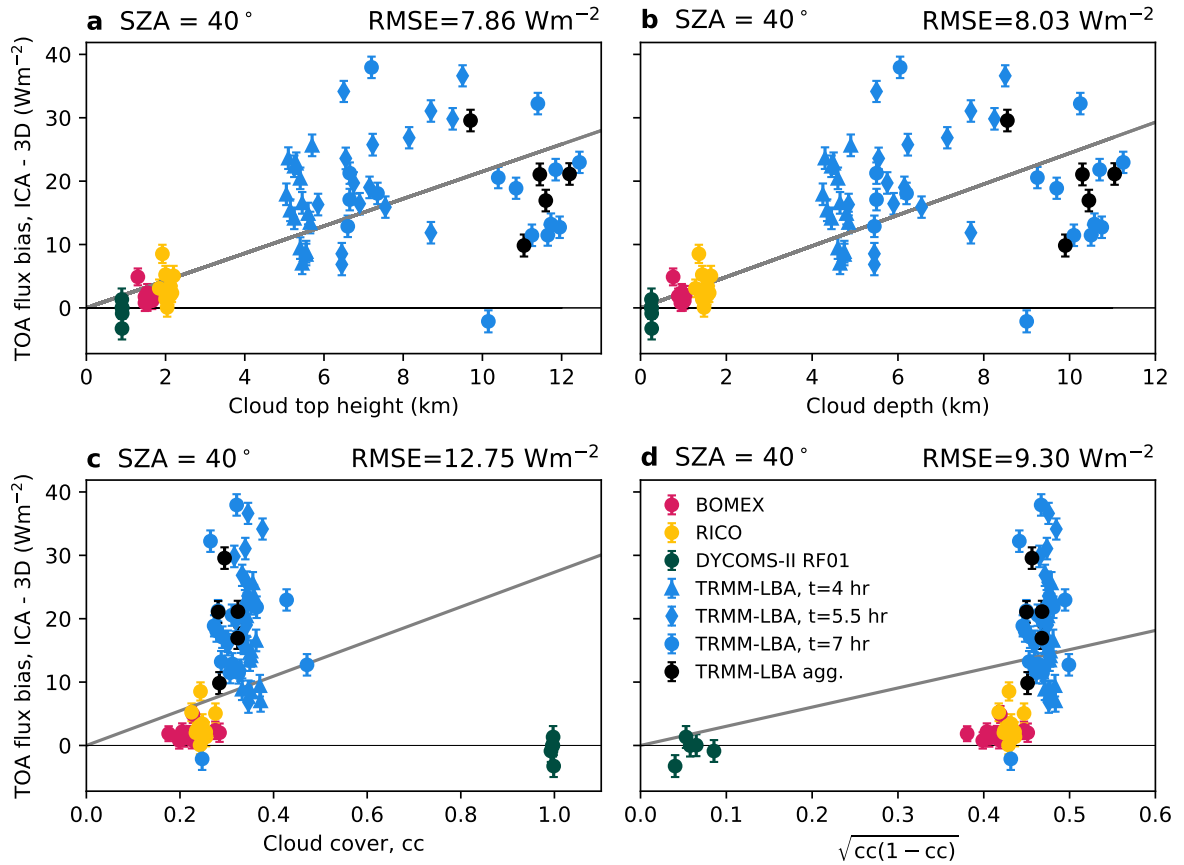 a SZA = 40° RMSE=7.86 Wm⁻²
TOA flux bias, ICA - 3D (Wm⁻²)
40
30
20
10
0
0 2 4 6 8 10 12
Cloud top height (km)
b SZA = 40° RMSE=8.03 Wm⁻²
0 2 4 6 8 10 12
Cloud depth (km)
c SZA = 40° RMSE=12.75 Wm⁻²
TOA flux bias, ICA - 3D (Wm⁻²)
40
30
20
10
0
0.0 0.2 0.4 0.6 0.8 1.0
Cloud cover, cc
d SZA = 40° RMSE=9.30 Wm⁻²
BOMEX
RICO
DYCOMS-II RF01
TRMM-LBA, t=4 hr
TRMM-LBA, t=5.5 hr
TRMM-LBA, t=7 hr
TRMM-LBA agg.
0.0 0.1 0.2 0.3 0.4 0.5 0.6
√cc(1 − cc)